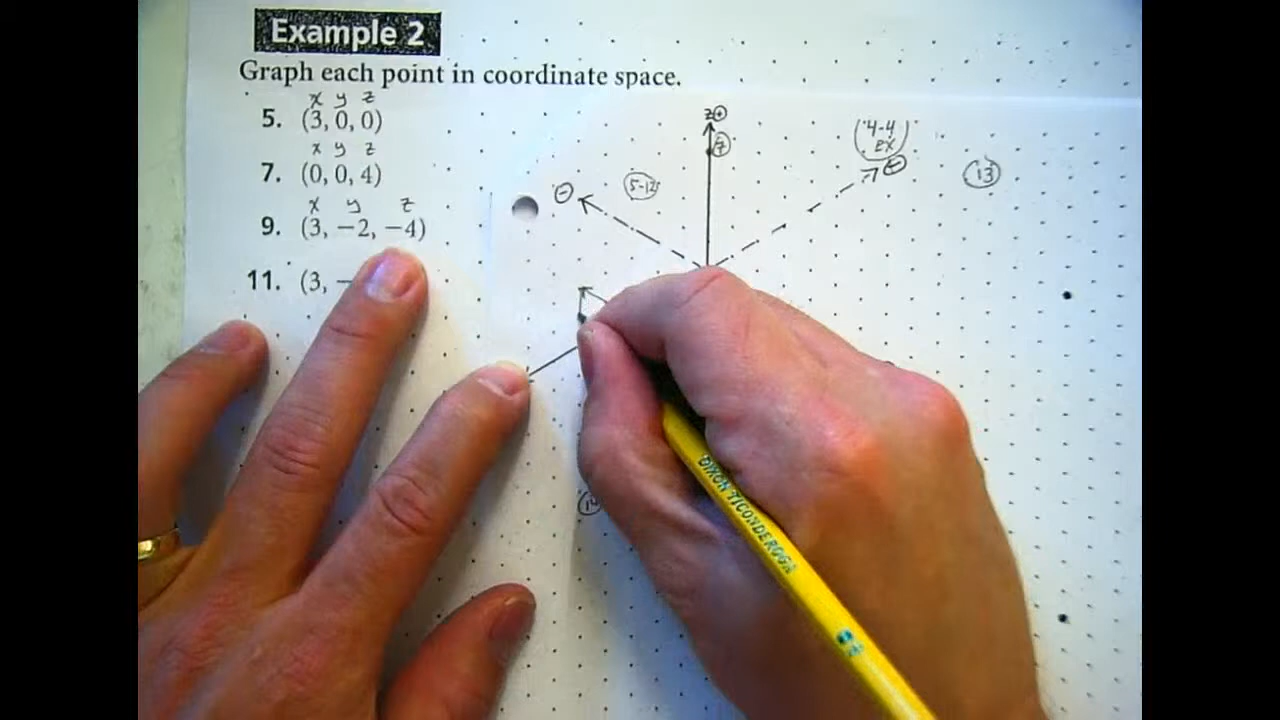 Example 2
Graph each point in coordinate space.
x y z
5. (3, 0, 0)
x y z
7. (0, 0, 4)
x y z
9. (3, −2, −4)
11. (3, −
z +
7
4-4
EX
−
13
−
5-12
14
DIXON TICONDEROGA